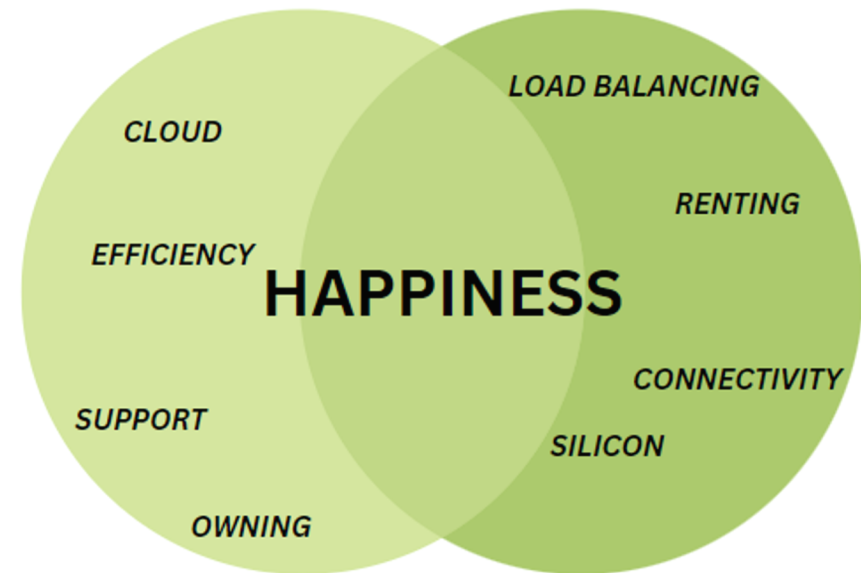 LOAD BALANCING
CLOUD
RENTING
EFFICIENCY
HAPPINESS
CONNECTIVITY
SUPPORT
SILICON
OWNING